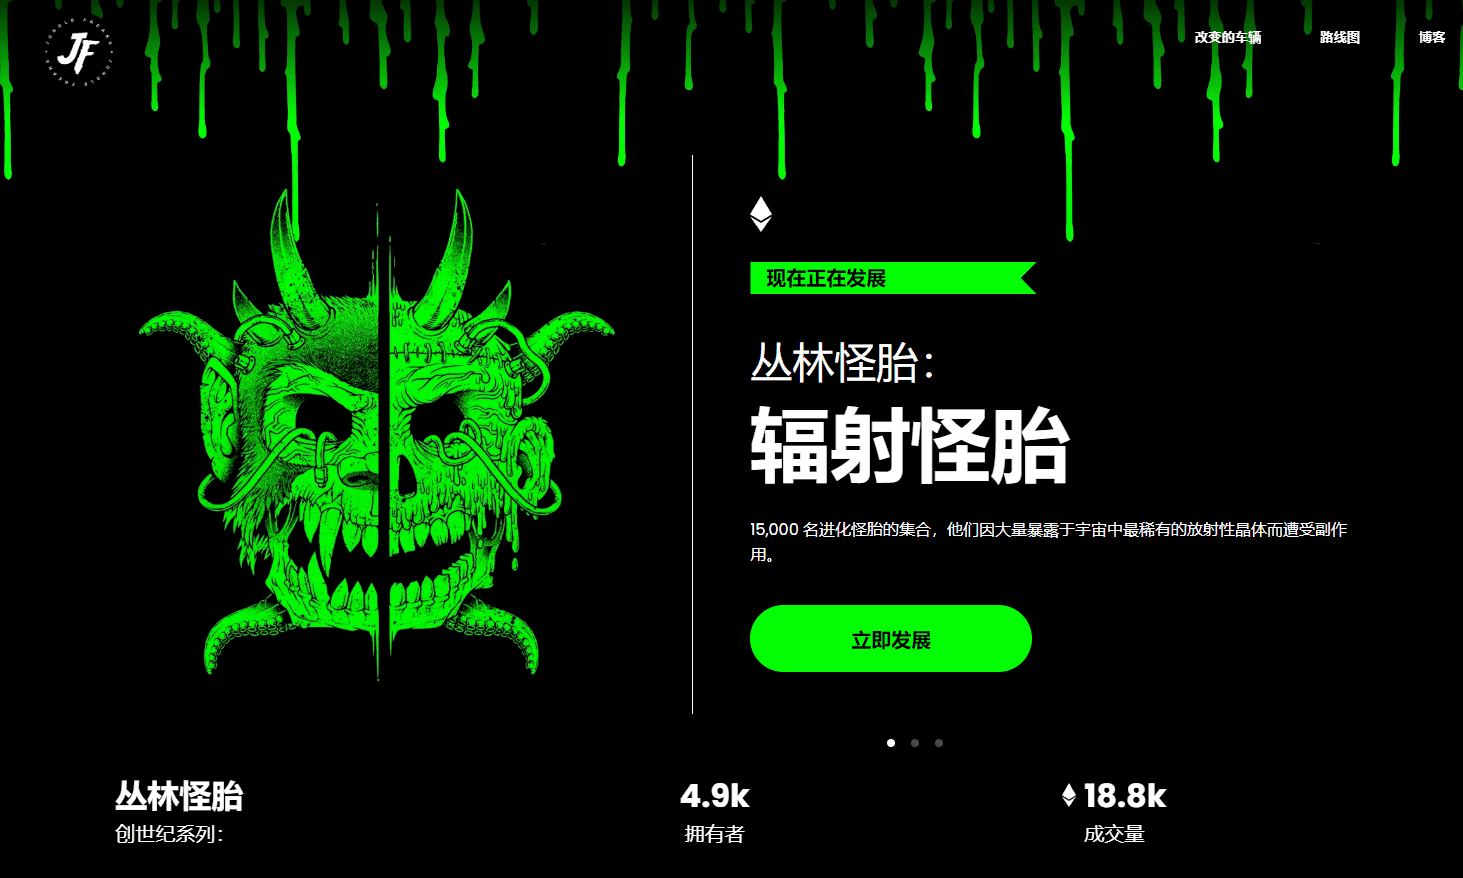 JUNGLE FREAKS
JF
JUNGLE FREAKS
改变的车辆
路线图
博客
现在正在发展
丛林怪胎：
辐射怪胎
15,000 名进化怪胎的集合，他们因大量暴露于宇宙中最稀有的放射性晶体而遭受副作
用。
立即发展
丛林怪胎
创世纪系列：
4.9k
拥有者
18.8k
成交量